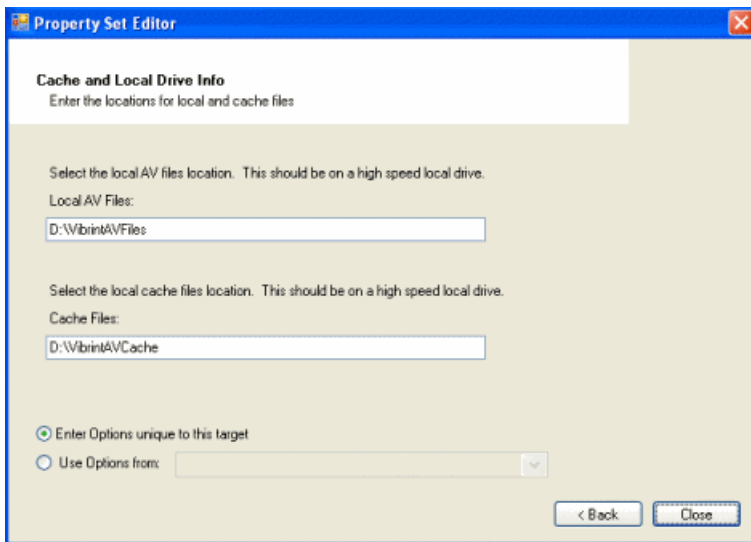 Property Set Editor
Cache and Local Drive Info
Enter the locations for local and cache files
Select the local AV files location. This should be on a high speed local drive.
Local AV Files:
D:\VibrintAVFiles
Select the local cache files location. This should be on a high speed local drive.
Cache Files:
D:\VibrintAVCache
Enter Options unique to this target
Use Options from:
< Back
Close